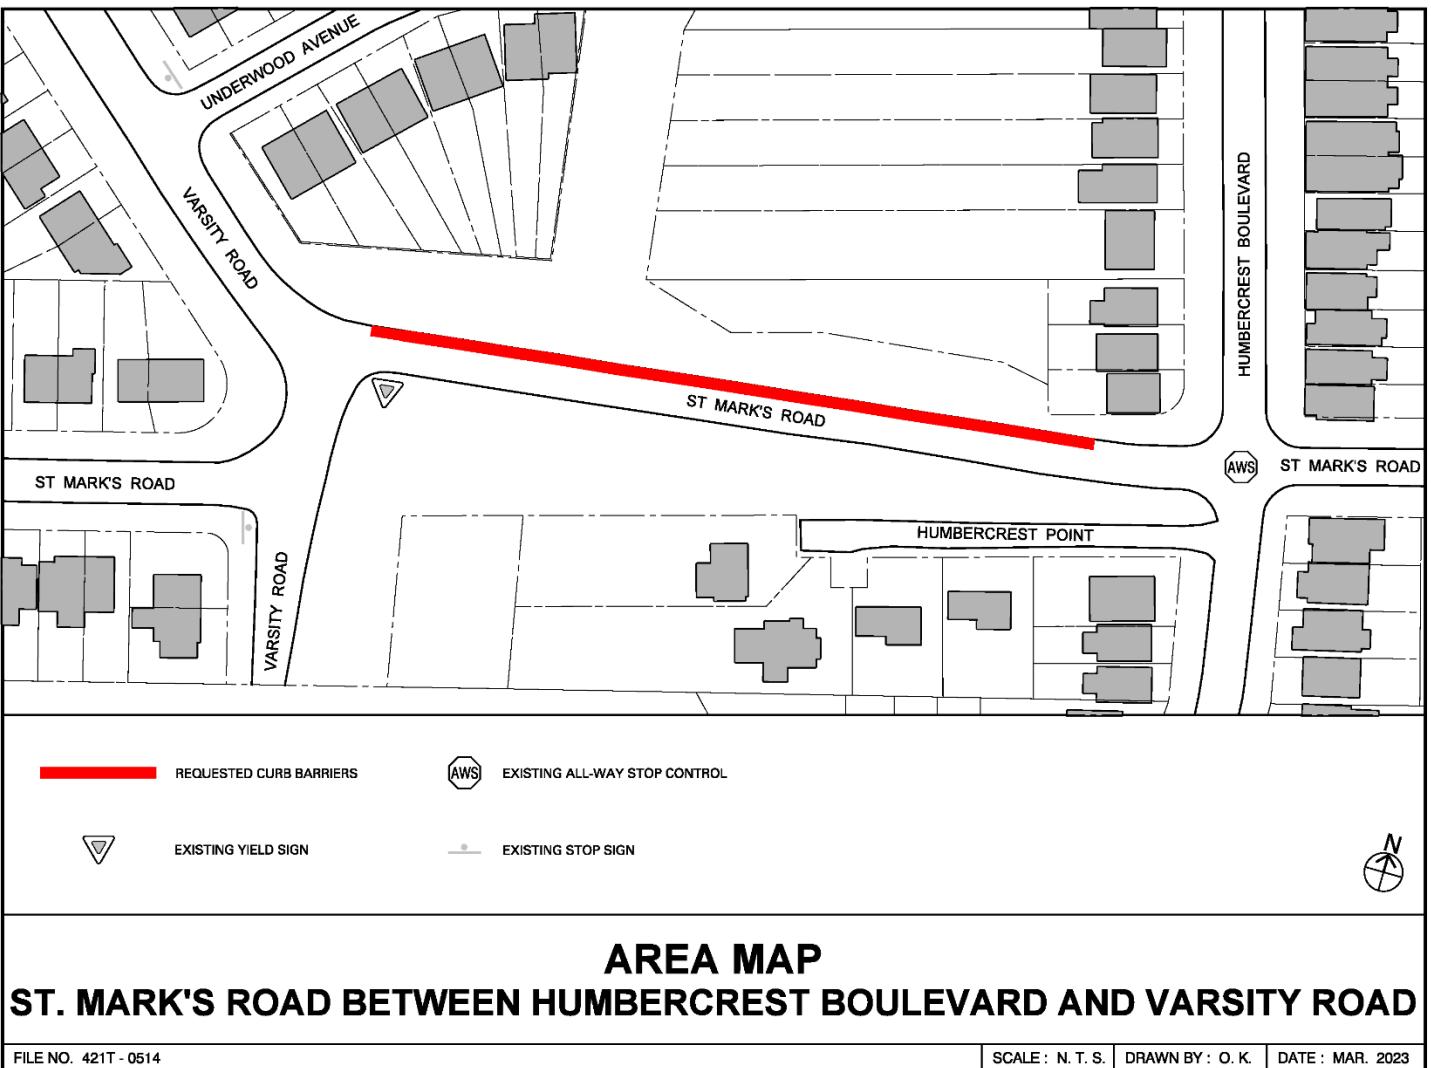 UNDERWOOD AVENUE
VARSITY ROAD
HUMBERCREST BOULEVARD
ST MARK'S ROAD
ST MARK'S ROAD
AWS
ST MARK'S ROAD
HUMBERCREST POINT
VARSITY ROAD
REQUESTED CURB BARRIERS
AWS
EXISTING ALL-WAY STOP CONTROL
EXISTING YIELD SIGN
EXISTING STOP SIGN
N
AREA MAP
ST. MARK'S ROAD BETWEEN HUMBERCREST BOULEVARD AND VARSITY ROAD
FILE NO. 421T - 0514
SCALE : N. T. S.
DRAWN BY : O. K.
DATE : MAR. 2023